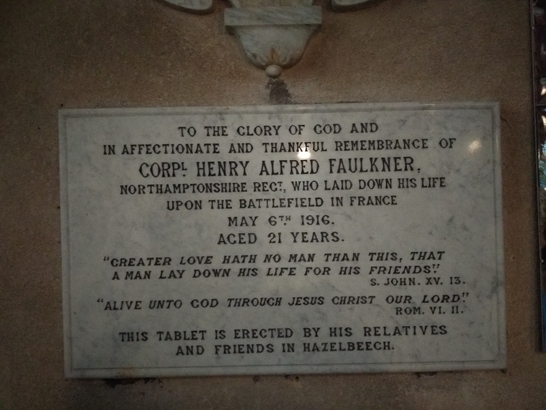 TO THE GLORY OF GOD AND
IN AFFECTIONATE AND THANKFUL REMEMBRANCE OF
CORPL HENRY ALFRED FAULKNER,
NORTHAMPTONSHIRE REGT, WHO LAID DOWN HIS LIFE
UPON THE BATTLEFIELD IN FRANCE
MAY 6TH 1916.
AGED 21 YEARS.
"GREATER LOVE HATH NO MAN THAN THIS, THAT
A MAN LAY DOWN HIS LIFE FOR HIS FRIENDS."
S. JOHN. XV. 13.
"ALIVE UNTO GOD THROUGH JESUS CHRIST OUR LORD."
ROM. VI. II.
THIS TABLET IS ERECTED BY HIS RELATIVES
AND FRIENDS IN HAZELBEECH.